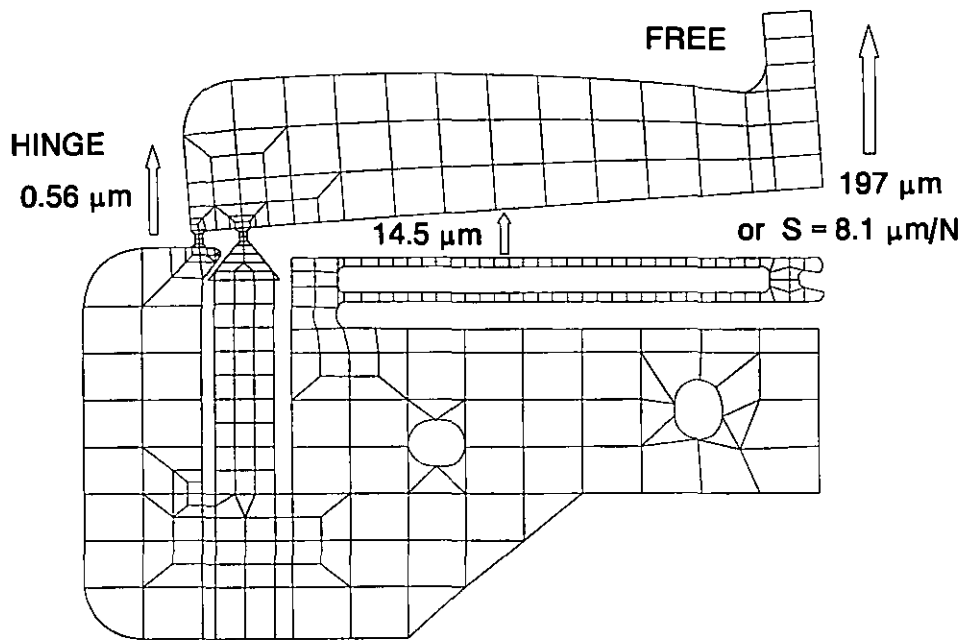 FREE
HINGE
0.56 μm
197 μm
14.5 μm
or S = 8.1 μm/N